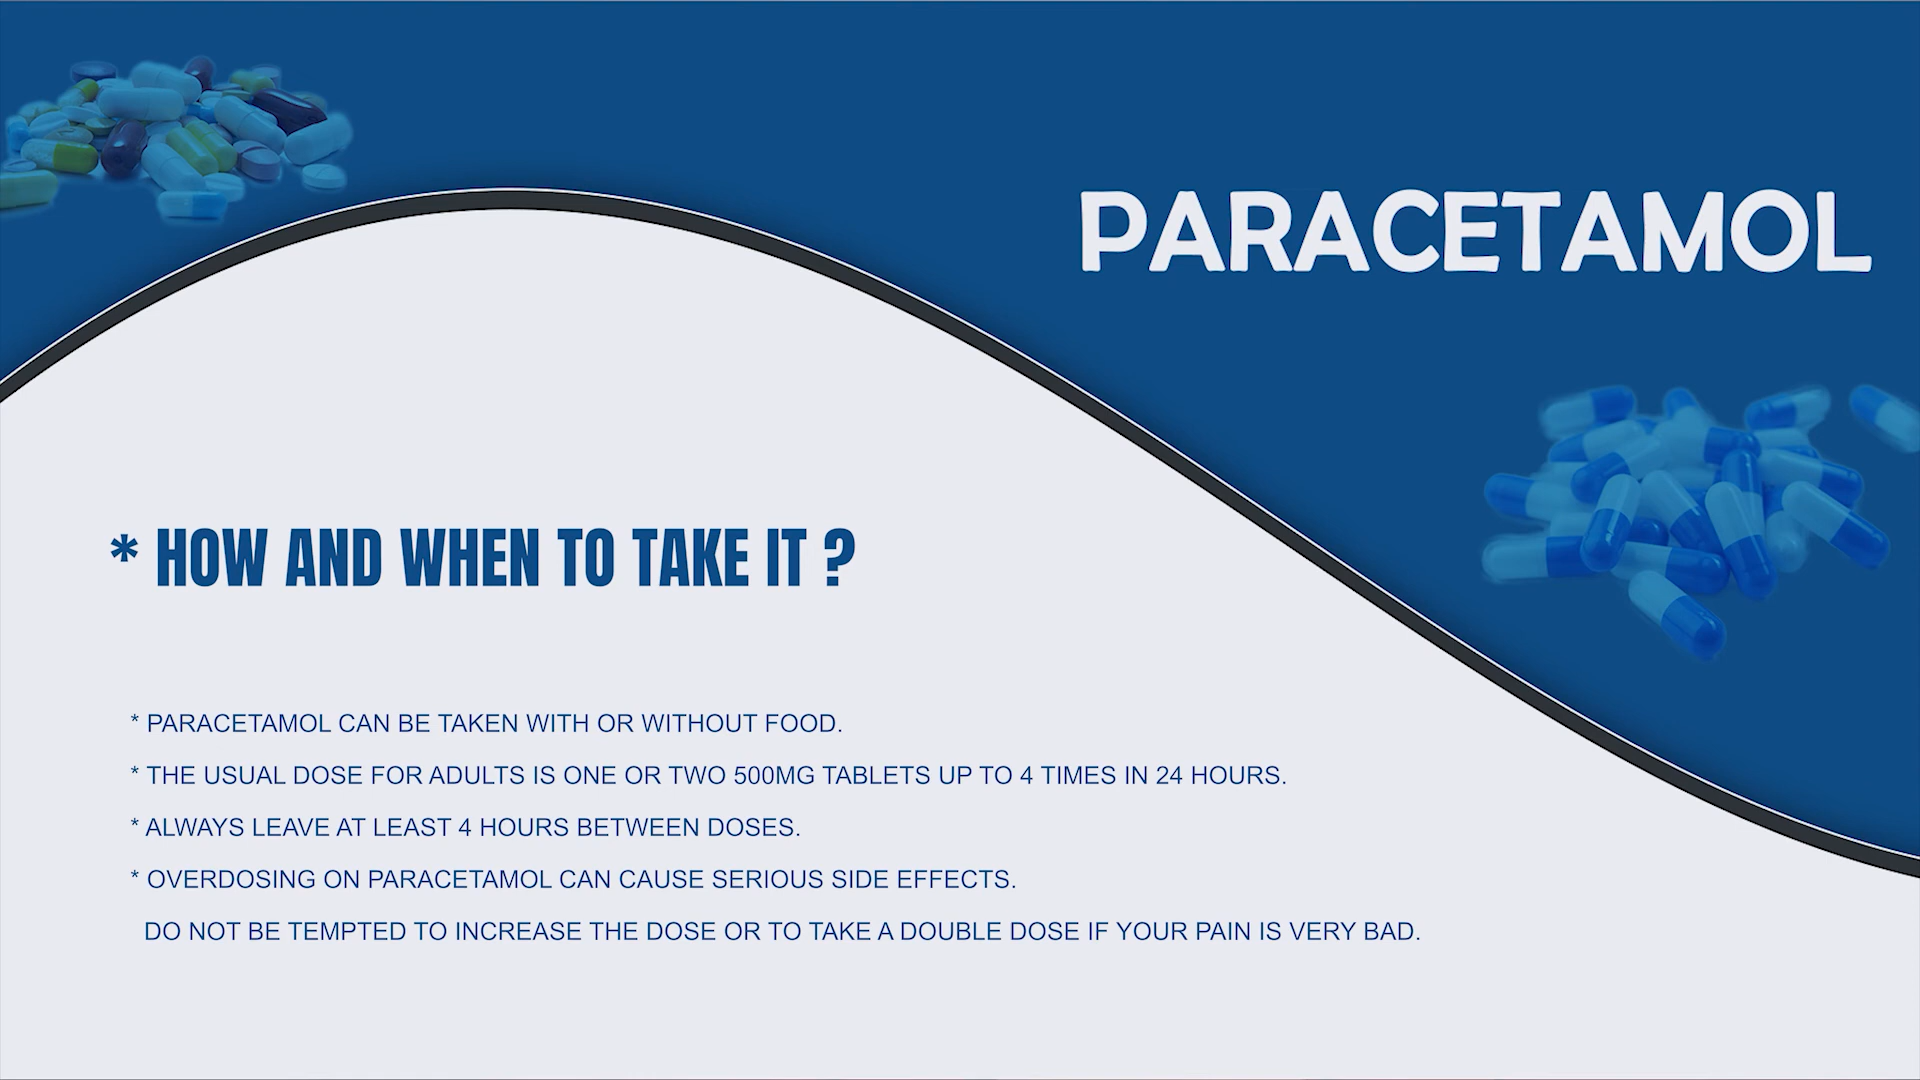 PARACETAMOL
* HOW AND WHEN TO TAKE IT ?
* PARACETAMOL CAN BE TAKEN WITH OR WITHOUT FOOD.
* THE USUAL DOSE FOR ADULTS IS ONE OR TWO 500MG TABLETS UP TO 4 TIMES IN 24 HOURS.
* ALWAYS LEAVE AT LEAST 4 HOURS BETWEEN DOSES.
* OVERDOSING ON PARACETAMOL CAN CAUSE SERIOUS SIDE EFFECTS.
DO NOT BE TEMPTED TO INCREASE THE DOSE OR TO TAKE A DOUBLE DOSE IF YOUR PAIN IS VERY BAD.